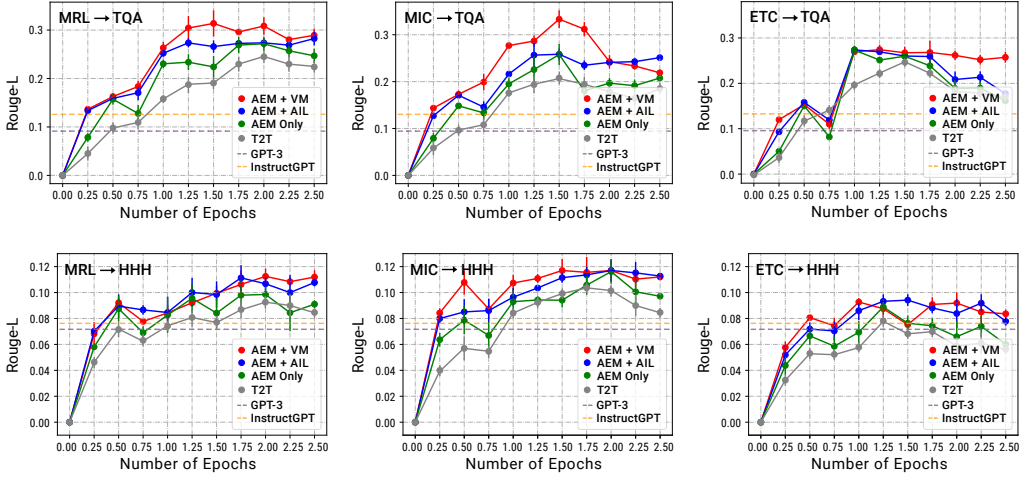 MRL → TQA
Rouge-L
0.3
0.2
0.1
0.0
AEM + VM
AEM + AIL
AEM Only
T2T
GPT-3
InstructGPT
0.00 0.25 0.50 0.75 1.00 1.25 1.50 1.75 2.00 2.25 2.50
Number of Epochs
MIC → TQA
Rouge-L
0.3
0.2
0.1
0.0
AEM + VM
AEM + AIL
AEM Only
T2T
GPT-3
InstructGPT
0.00 0.25 0.50 0.75 1.00 1.25 1.50 1.75 2.00 2.25 2.50
Number of Epochs
ETC → TQA
Rouge-L
0.3
0.2
0.1
0.0
AEM + VM
AEM + AIL
AEM Only
T2T
GPT-3
InstructGPT
0.00 0.25 0.50 0.75 1.00 1.25 1.50 1.75 2.00 2.25 2.50
Number of Epochs
MRL → HHH
Rouge-L
0.12
0.10
0.08
0.06
0.04
0.02
0.00
AEM + VM
AEM + AIL
AEM Only
T2T
GPT-3
InstructGPT
0.00 0.25 0.50 0.75 1.00 1.25 1.50 1.75 2.00 2.25 2.50
Number of Epochs
MIC → HHH
Rouge-L
0.12
0.10
0.08
0.06
0.04
0.02
0.00
AEM + VM
AEM + AIL
AEM Only
T2T
GPT-3
InstructGPT
0.00 0.25 0.50 0.75 1.00 1.25 1.50 1.75 2.00 2.25 2.50
Number of Epochs
ETC → HHH
Rouge-L
0.12
0.10
0.08
0.06
0.04
0.02
0.00
AEM + VM
AEM + AIL
AEM Only
T2T
GPT-3
InstructGPT
0.00 0.25 0.50 0.75 1.00 1.25 1.50 1.75 2.00 2.25 2.50
Number of Epochs